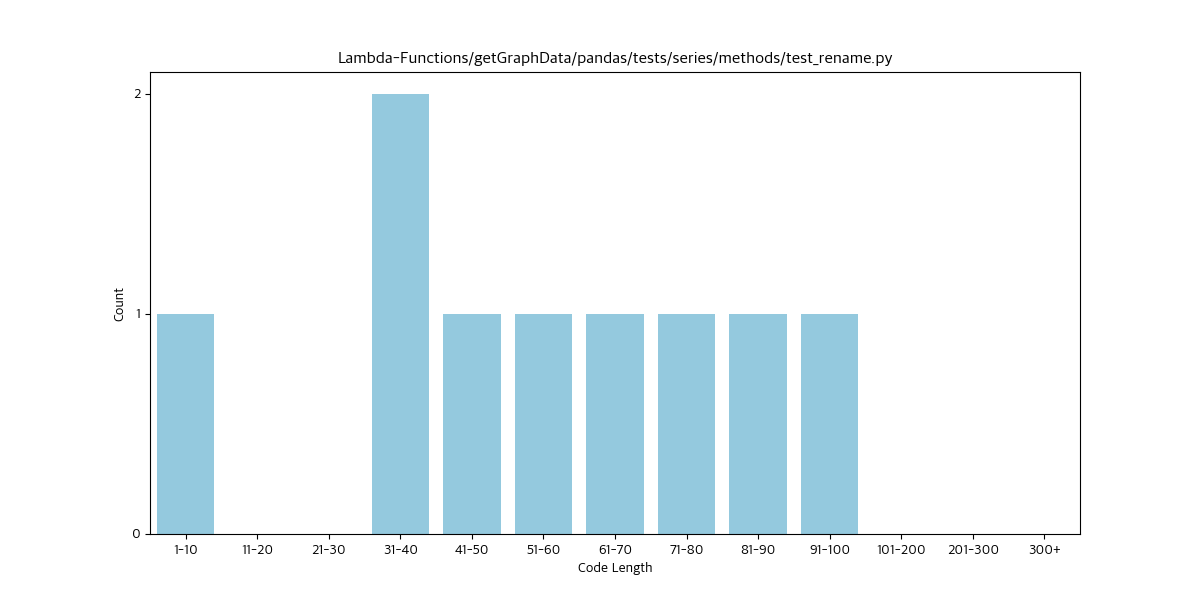 Lambda-Functions/getGraphData/pandas/tests/series/methods/test_rename.py
2
1
0
Count
1-10 11-20 21-30 31-40 41-50 51-60 61-70 71-80 81-90 91-100 101-200 201-300 300+
Code Length